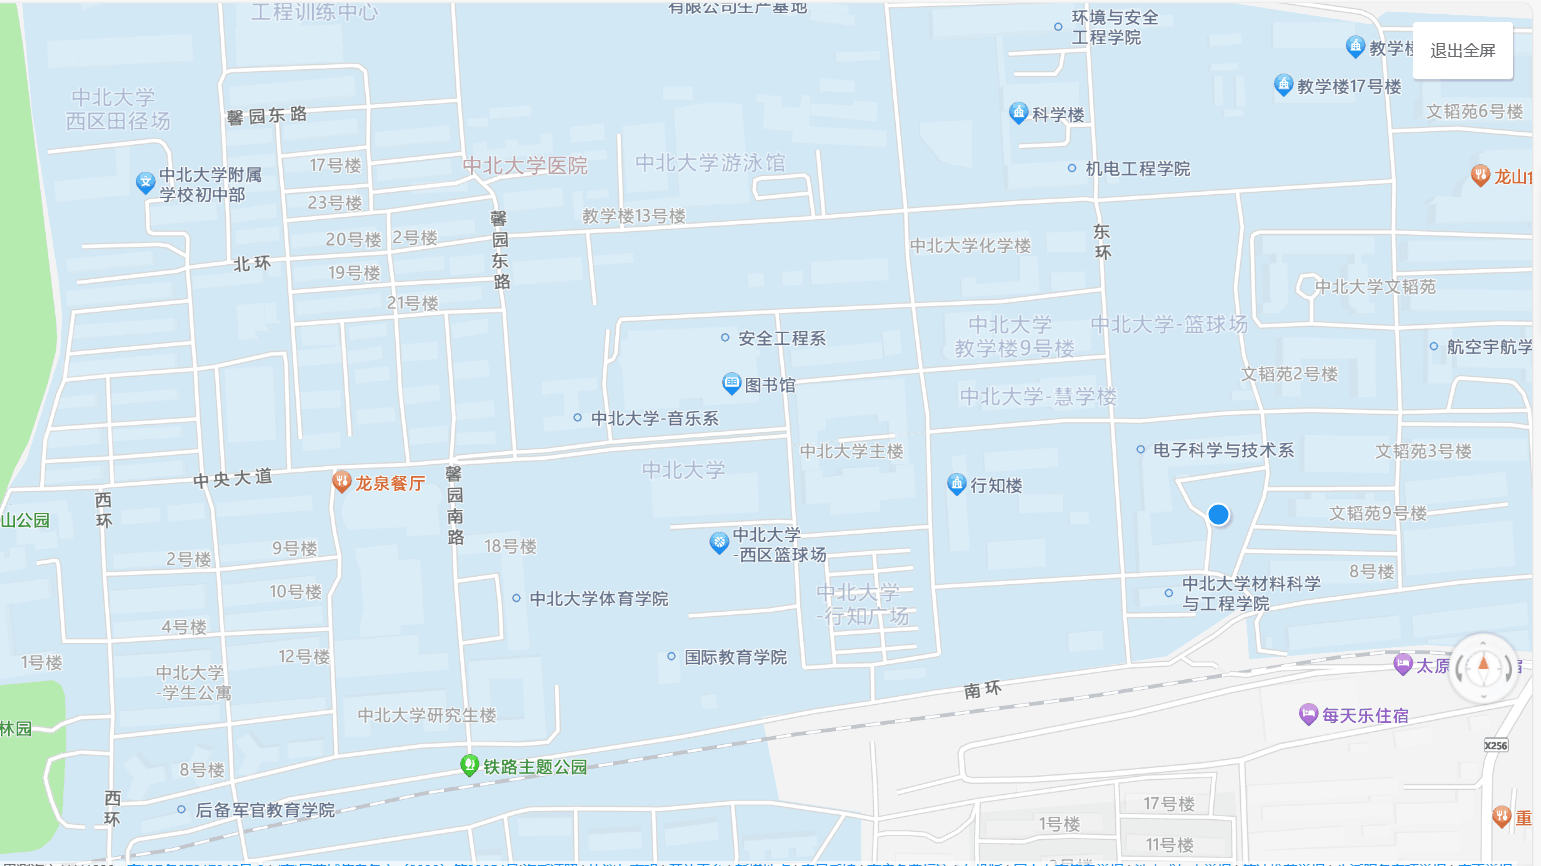 工程训练中心
有限公司生产基地
环境与安全
工程学院
教学楼
退出全屏
教学楼17号楼
中北大学
西区田径场
馨园东路
科学楼
文韬苑6号楼
17号楼
中北大学医院
中北大学游泳馆
机电工程学院
中北大学附属
学校初中部
龙山
23号楼
教学楼13号楼
馨园东路
20号楼
2号楼
东环
中北大学化学楼
北环
19号楼
中北大学文韬苑
21号楼
中北大学
教学楼9号楼
中北大学-篮球场
安全工程系
航空宇航学
文韬苑2号楼
图书馆
中北大学-慧学楼
中北大学-音乐系
中北大学主楼
电子科学与技术系
文韬苑3号楼
中北大学
中央大道
龙泉餐厅
馨园南路
行知楼
西环
山公园
文韬苑9号楼
中北大学
-西区篮球场
18号楼
9号楼
2号楼
8号楼
10号楼
中北大学体育学院
中北大学
-行知广场
中北大学材料科学
与工程学院
4号楼
12号楼
1号楼
国际教育学院
太原
中北大学
-学生公寓
南环
中北大学研究生楼
每天乐住宿
林园
X256
铁路主题公园
8号楼
西环
后备军官教育学院
17号楼
1号楼
重
11号楼